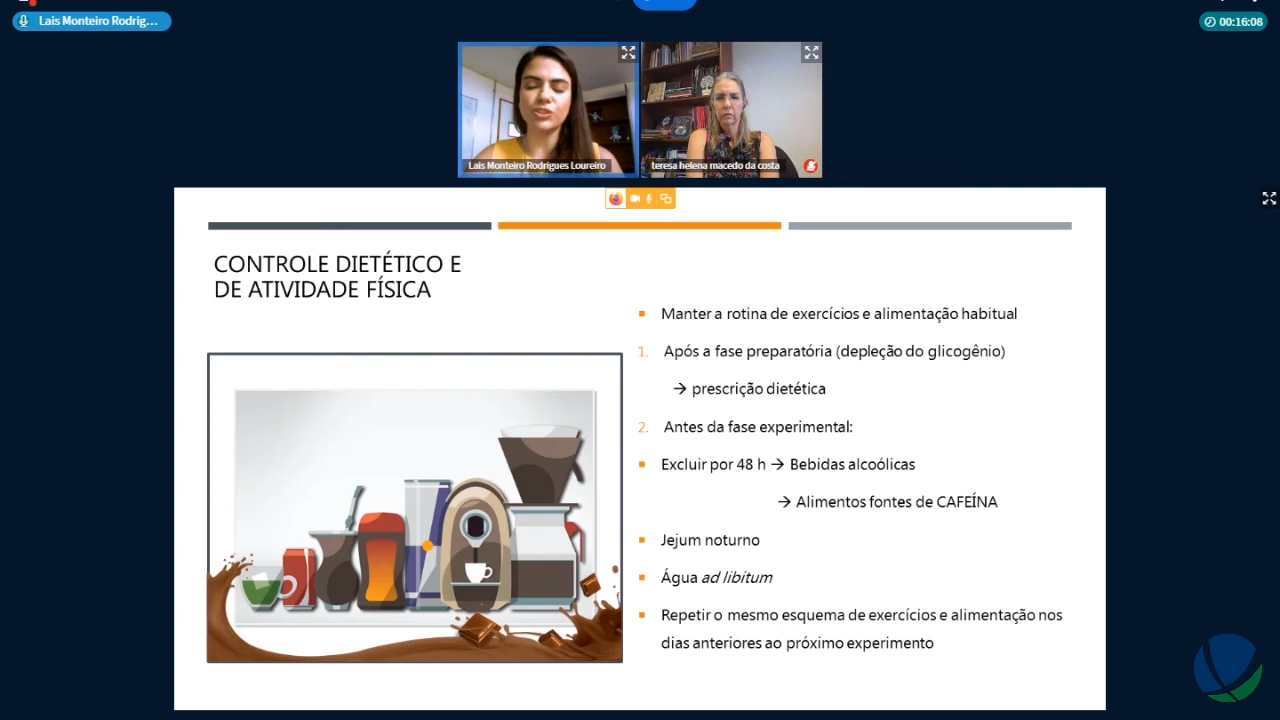 Lais Monteiro Rodrig...
00:16:08
Lais Monteiro Rodrigues Loureiro
teresa helena macedo da costa
CONTROLE DIETÉTICO E
DE ATIVIDADE FÍSICA
▪ Manter a rotina de exercícios e alimentação habitual
1. Após a fase preparatória (depleção do glicogênio)
→ prescrição dietética
2. Antes da fase experimental:
▪ Excluir por 48 h → Bebidas alcoólicas
→ Alimentos fontes de CAFEÍNA
▪ Jejum noturno
▪ Água ad libitum
▪ Repetir o mesmo esquema de exercícios e alimentação nos
dias anteriores ao próximo experimento